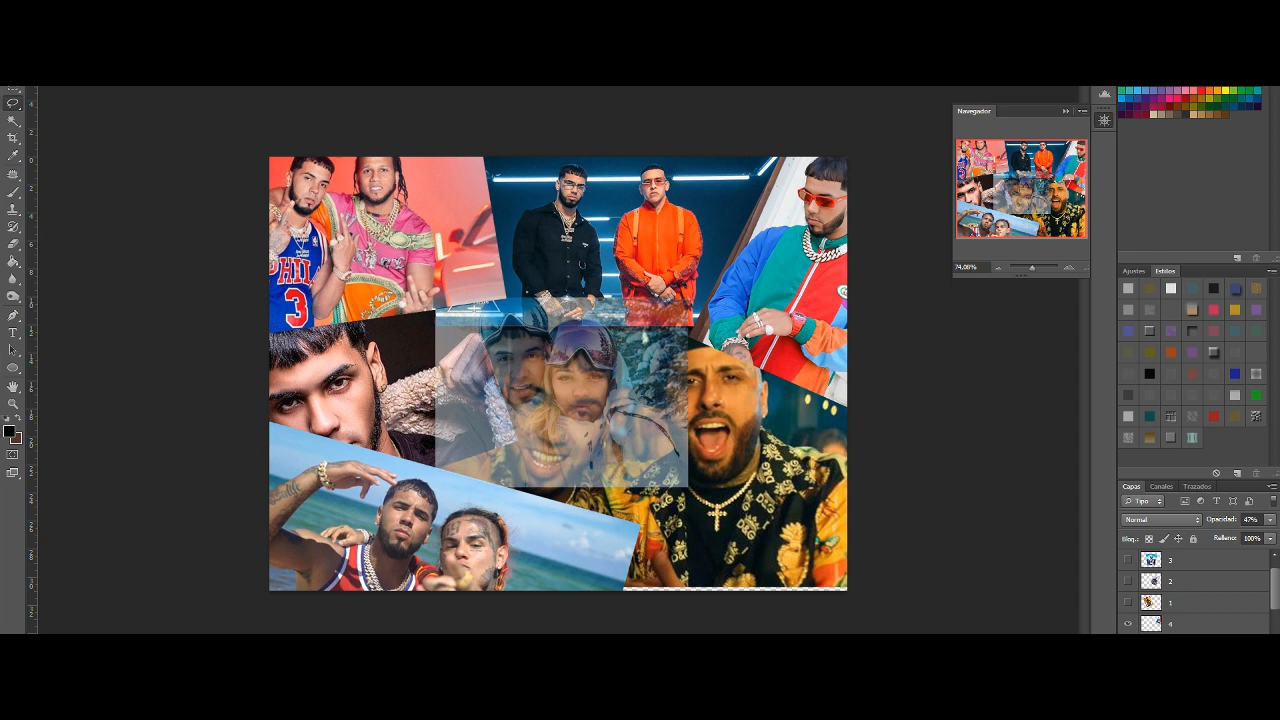 Navegador
74,08%
Ajustes
Estilos
Capas
Canales
Trazados
Tipo
Normal
Opacidad:
47%
Bloq.:
Relleno:
100%
3
2
1
4
PHIL
3
D&G